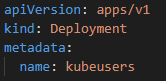 apiVersion: apps/v1
kind: Deployment
metadata:
  name: kubeusers